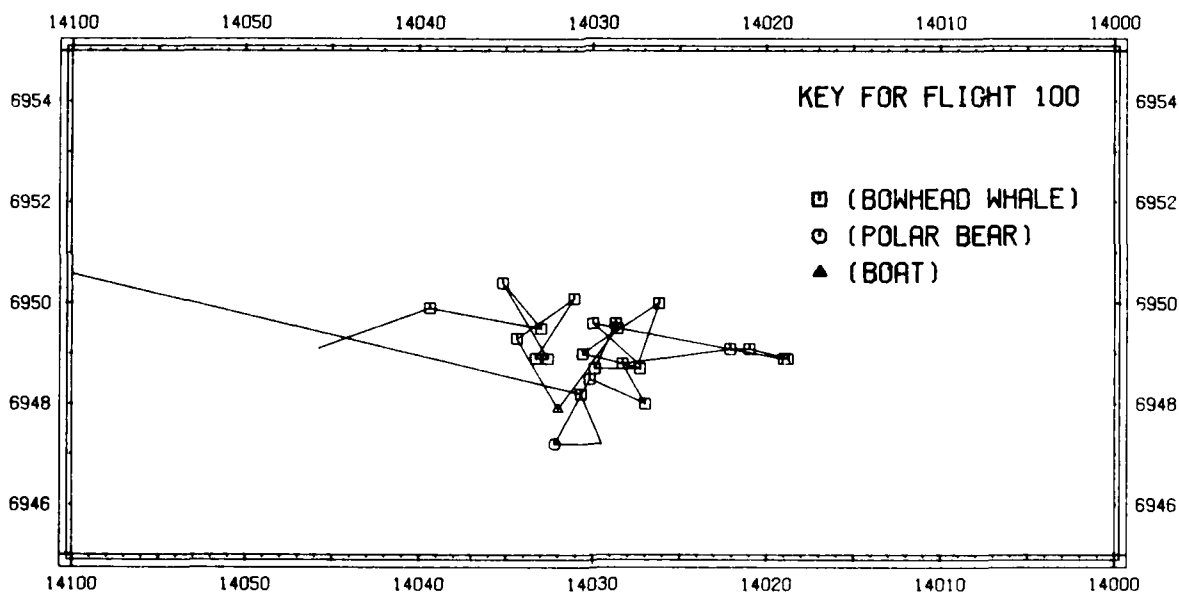 14100 14050 14040 14030 14020 14010 14000
KEY FOR FLIGHT 100
6954 6954
6952 6952
(BOWHEAD WHALE)
(POLAR BEAR)
(BOAT)
6950 6950
6948 6948
6946 6946
14100 14050 14040 14030 14020 14010 14000